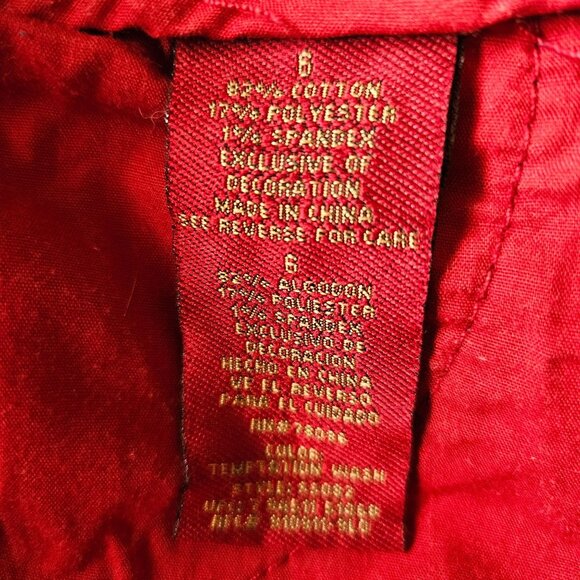 6
82% COTTON
17% POLYESTER
1% SPANDEX
EXCLUSIVE OF
DECORATION
MADE IN CHINA
SEE REVERSE FOR CARE
6
82% ALGODON
17% POLIESTER
1% SPANDEX
EXCLUSIVO DE
DECORACION
HECHO EN CHINA
VE EL REVERSO
PARA EL CUIDADO
COLOR:
TEMPTATION WASH